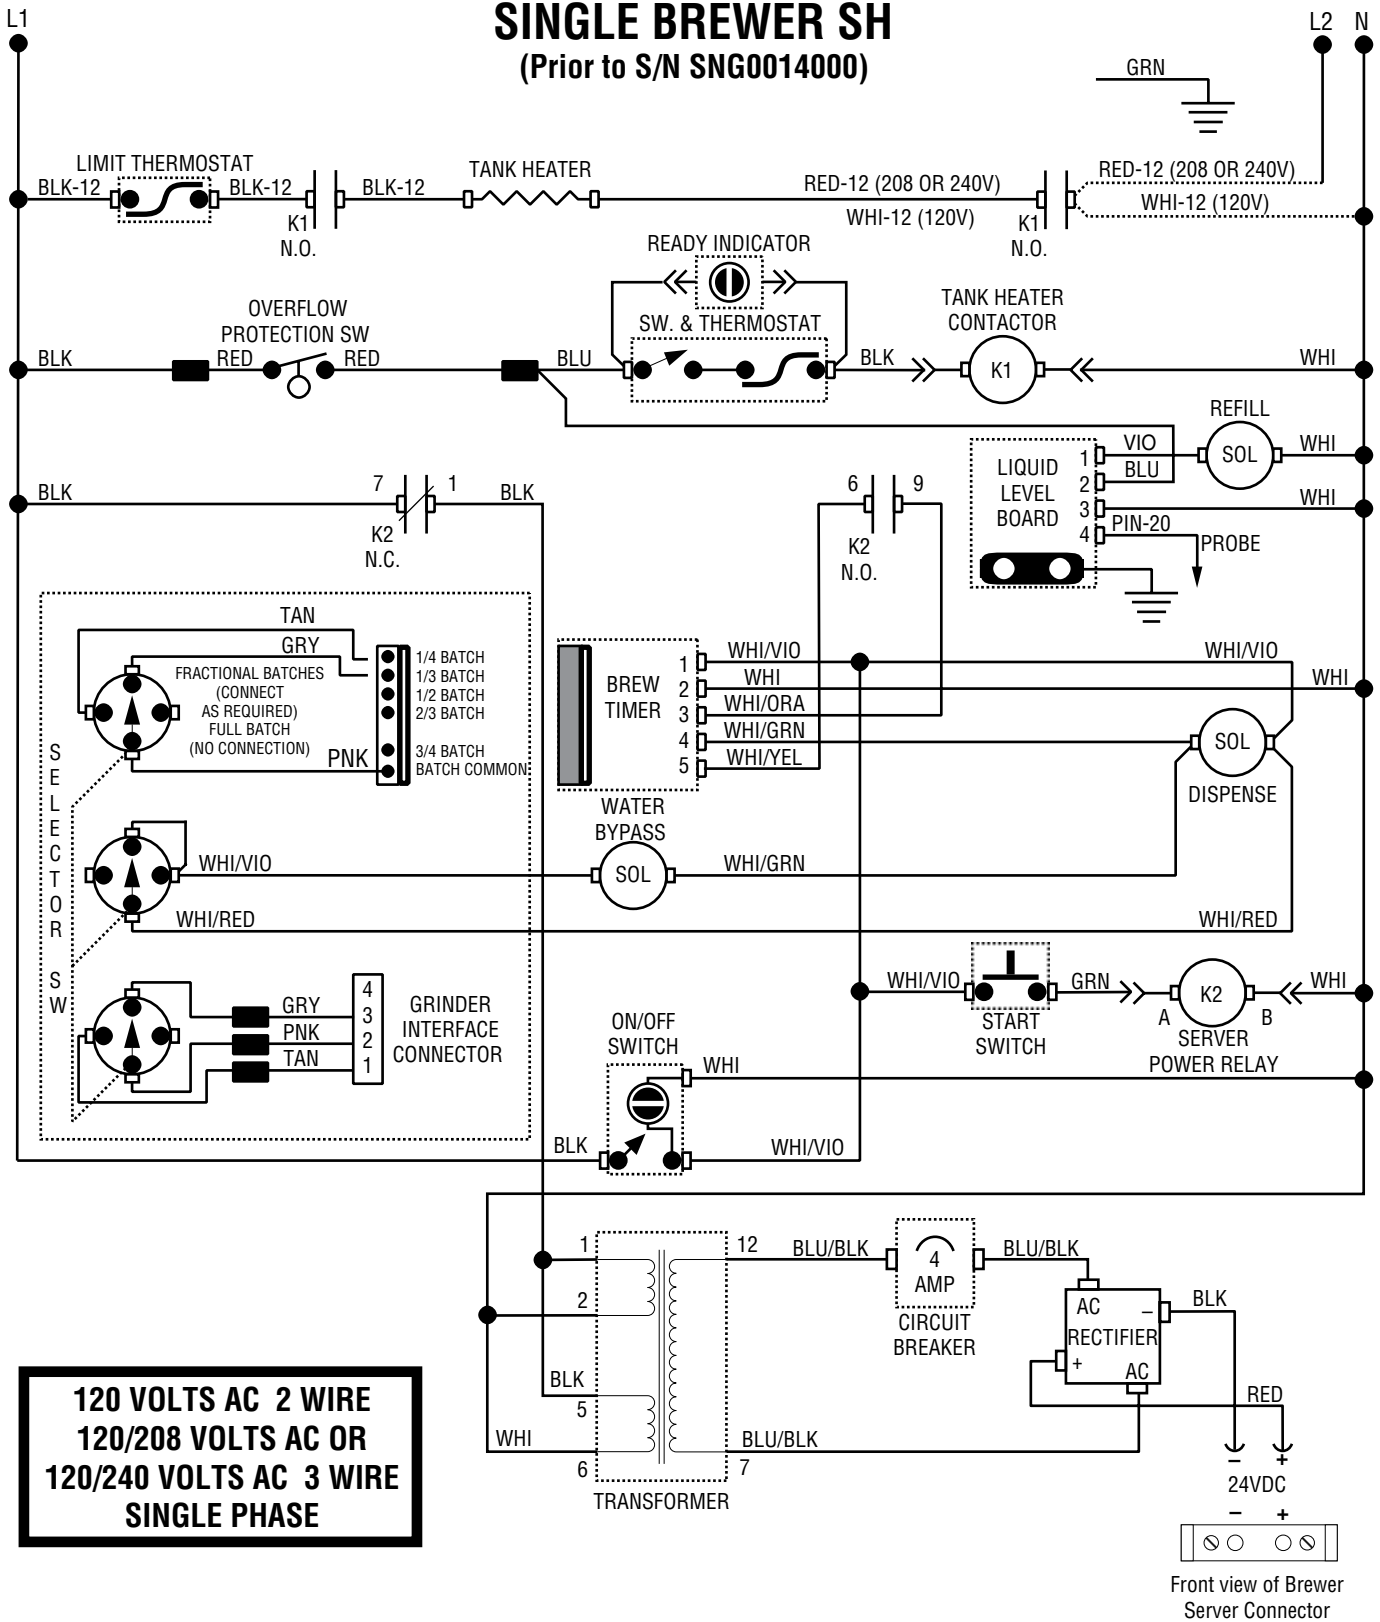 SINGLE BREWER SH
(Prior to S/N SNG0014000)
L1
L2 N
GRN
LIMIT THERMOSTAT
BLK-12
BLK-12
BLK-12
K1
N.O.
TANK HEATER
RED-12 (208 OR 240V)
WHI-12 (120V)
K1
N.O.
RED-12 (208 OR 240V)
WHI-12 (120V)
READY INDICATOR
SW. & THERMOSTAT
OVERFLOW
PROTECTION SW
TANK HEATER
CONTACTOR
BLK
RED
RED
BLU
BLK
K1
WHI
REFILL
SOL
WHI
LIQUID
LEVEL
BOARD
1
2
3
4
VIO
BLU
WHI
PIN-20
PROBE
BLK
7
1
BLK
K2
N.C.
6
9
K2
N.O.
SELECTOR SW
TAN
GRY
FRACTIONAL BATCHES
(CONNECT
AS REQUIRED)
FULL BATCH
(NO CONNECTION)
PNK
1/4 BATCH
1/3 BATCH
1/2 BATCH
2/3 BATCH
3/4 BATCH
BATCH COMMON
BREW
TIMER
1
2
3
4
5
WHI/VIO
WHI
WHI/ORA
WHI/GRN
WHI/YEL
WHI/VIO
WHI
SOL
DISPENSE
WATER
BYPASS
SOL
WHI/VIO
WHI/GRN
WHI/RED
WHI/RED
4
3
2
1
GRY
PNK
TAN
GRINDER
INTERFACE
CONNECTOR
WHI/VIO
START
SWITCH
GRN
K2
A
B
SERVER
POWER RELAY
WHI
ON/OFF
SWITCH
WHI
BLK
WHI/VIO
1
2
5
6
BLK
WHI
12
7
TRANSFORMER
BLU/BLK
4
AMP
CIRCUIT
BREAKER
BLU/BLK
BLU/BLK
AC
–
RECTIFIER
+
AC
BLK
RED
– +
24VDC
– +
Front view of Brewer
Server Connector
120 VOLTS AC 2 WIRE
120/208 VOLTS AC OR
120/240 VOLTS AC 3 WIRE
SINGLE PHASE